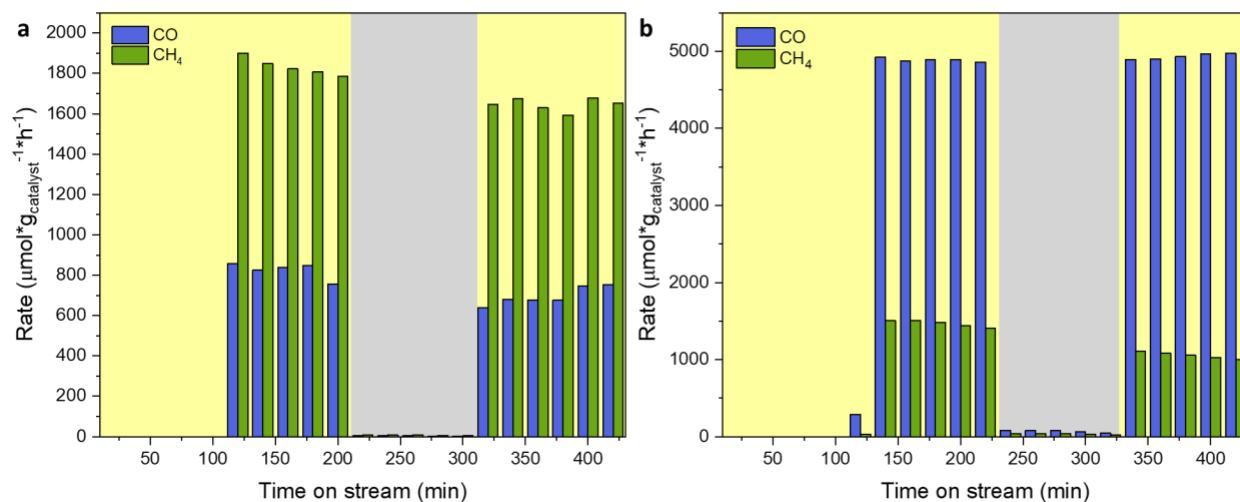 a
CO
CH₄
2000
1800
1600
1400
1200
1000
800
600
400
200
0
Rate (μmol*g_catalyst⁻¹*h⁻¹)
50 100 150 200 250 300 350 400
Time on stream (min)
b
CO
CH₄
5000
4000
3000
2000
1000
0
Rate (μmol*g_catalyst⁻¹*h⁻¹)
50 100 150 200 250 300 350 400
Time on stream (min)